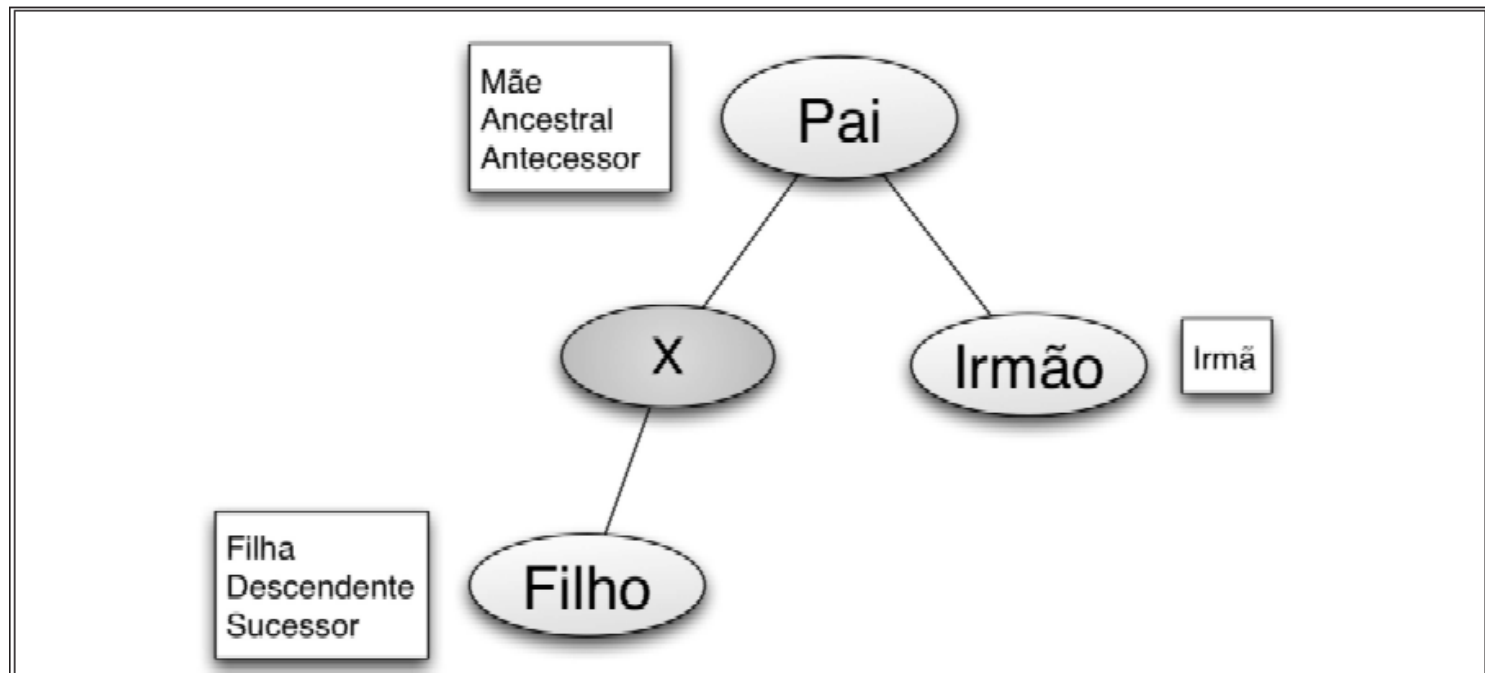 Mãe
Ancestral
Antecessor
Pai
X
Irmão
Irmã
Filha
Descendente
Sucessor
Filho